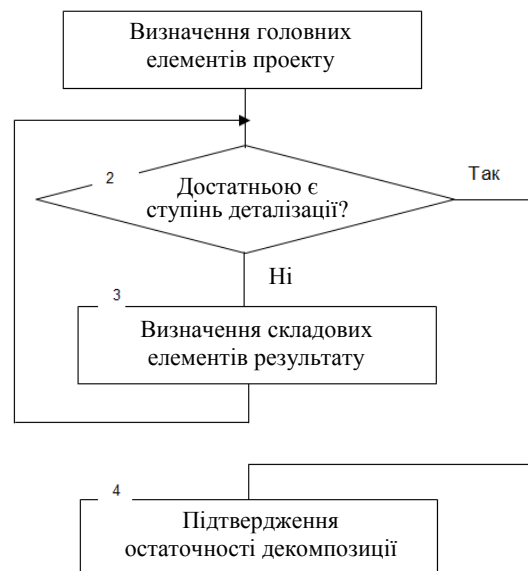 Визначення головних
елементів проекту
2
Достатньою є
ступінь деталізації?
Так
Ні
3
Визначення складових
елементів результату
4
Підтвердження
остаточності декомпозиції